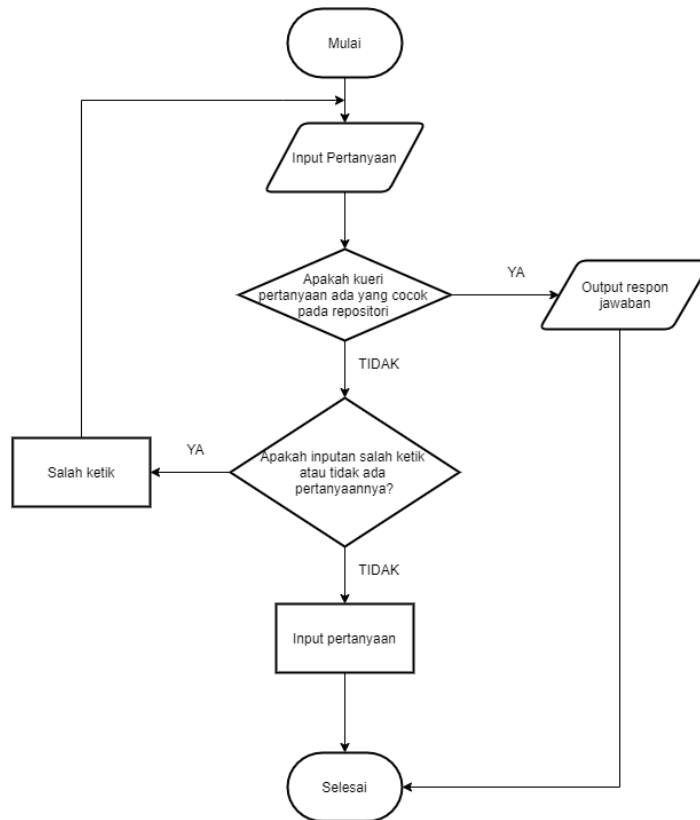 Mulai
Input Pertanyaan
Apakah kueri
pertanyaan ada yang cocok
pada repositori
YA
Output respon
jawaban
TIDAK
Apakah inputan salah ketik
atau tidak ada
pertanyaannya?
YA
Salah ketik
TIDAK
Input pertanyaan
Selesai